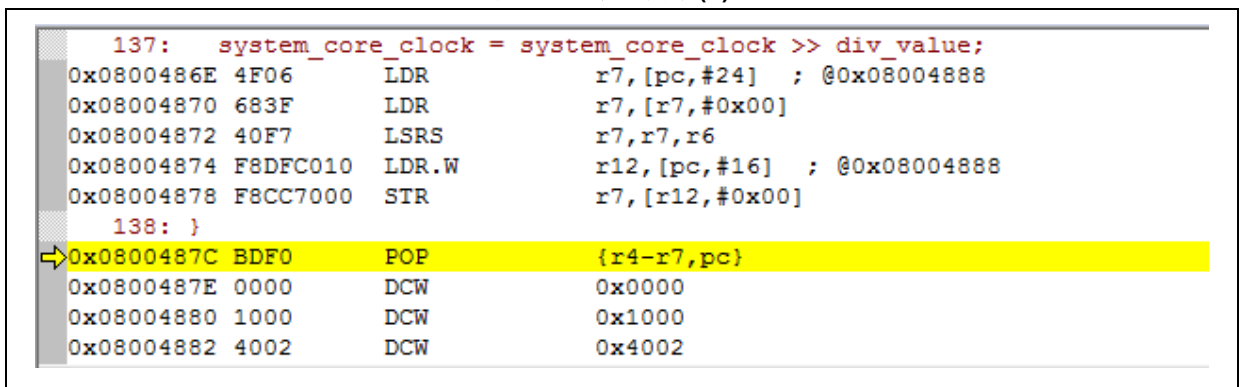 137:   system_core_clock = system_core_clock >> div_value;
0x0800486E 4F06      LDR      r7,[pc,#24]  ; @0x08004888
0x08004870 683F      LDR      r7,[r7,#0x00]
0x08004872 40F7      LSRS     r7,r7,r6
0x08004874 F8DFC010  LDR.W    r12,[pc,#16]  ; @0x08004888
0x08004878 F8CC7000  STR      r7,[r12,#0x00]
138: }
0x0800487C BDF0      POP      {r4-r7,pc}
0x0800487E 0000      DCW      0x0000
0x08004880 1000      DCW      0x1000
0x08004882 4002      DCW      0x4002